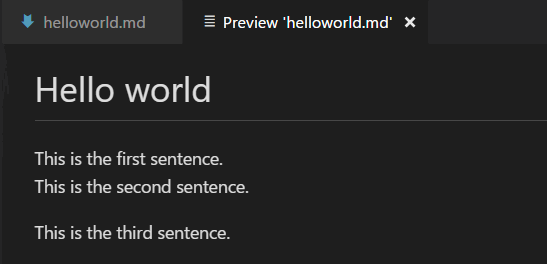 helloworld.md
Preview 'helloworld.md'
Hello world
This is the first sentence.
This is the second sentence.
This is the third sentence.